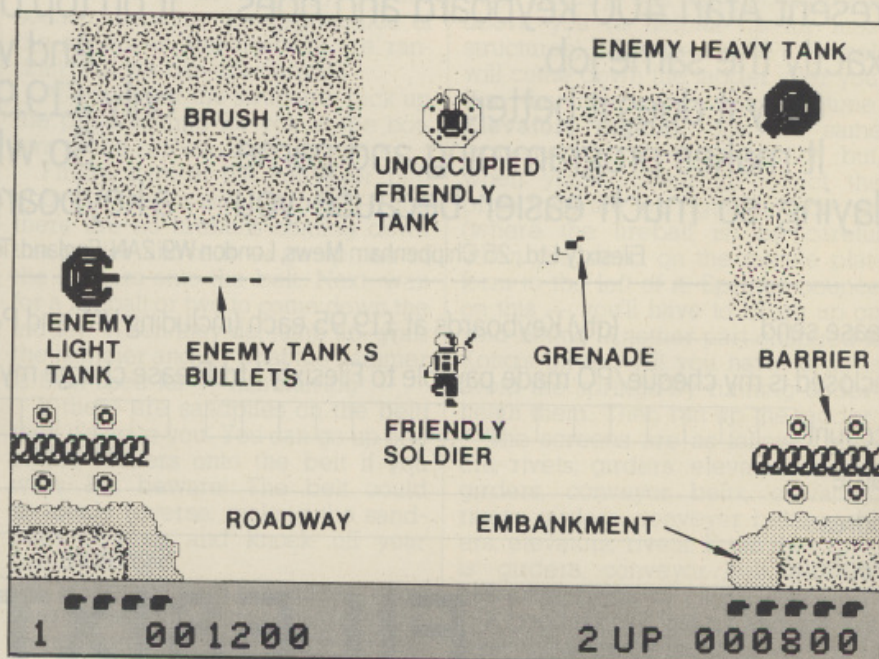 ENEMY HEAVY TANK
BRUSH
UNOCCUPIED
FRIENDLY
TANK
ENEMY
LIGHT
TANK
ENEMY TANK'S
BULLETS
GRENADE
BARRIER
FRIENDLY
SOLDIER
ROADWAY
EMBANKMENT
1 001200
2 UP 000800